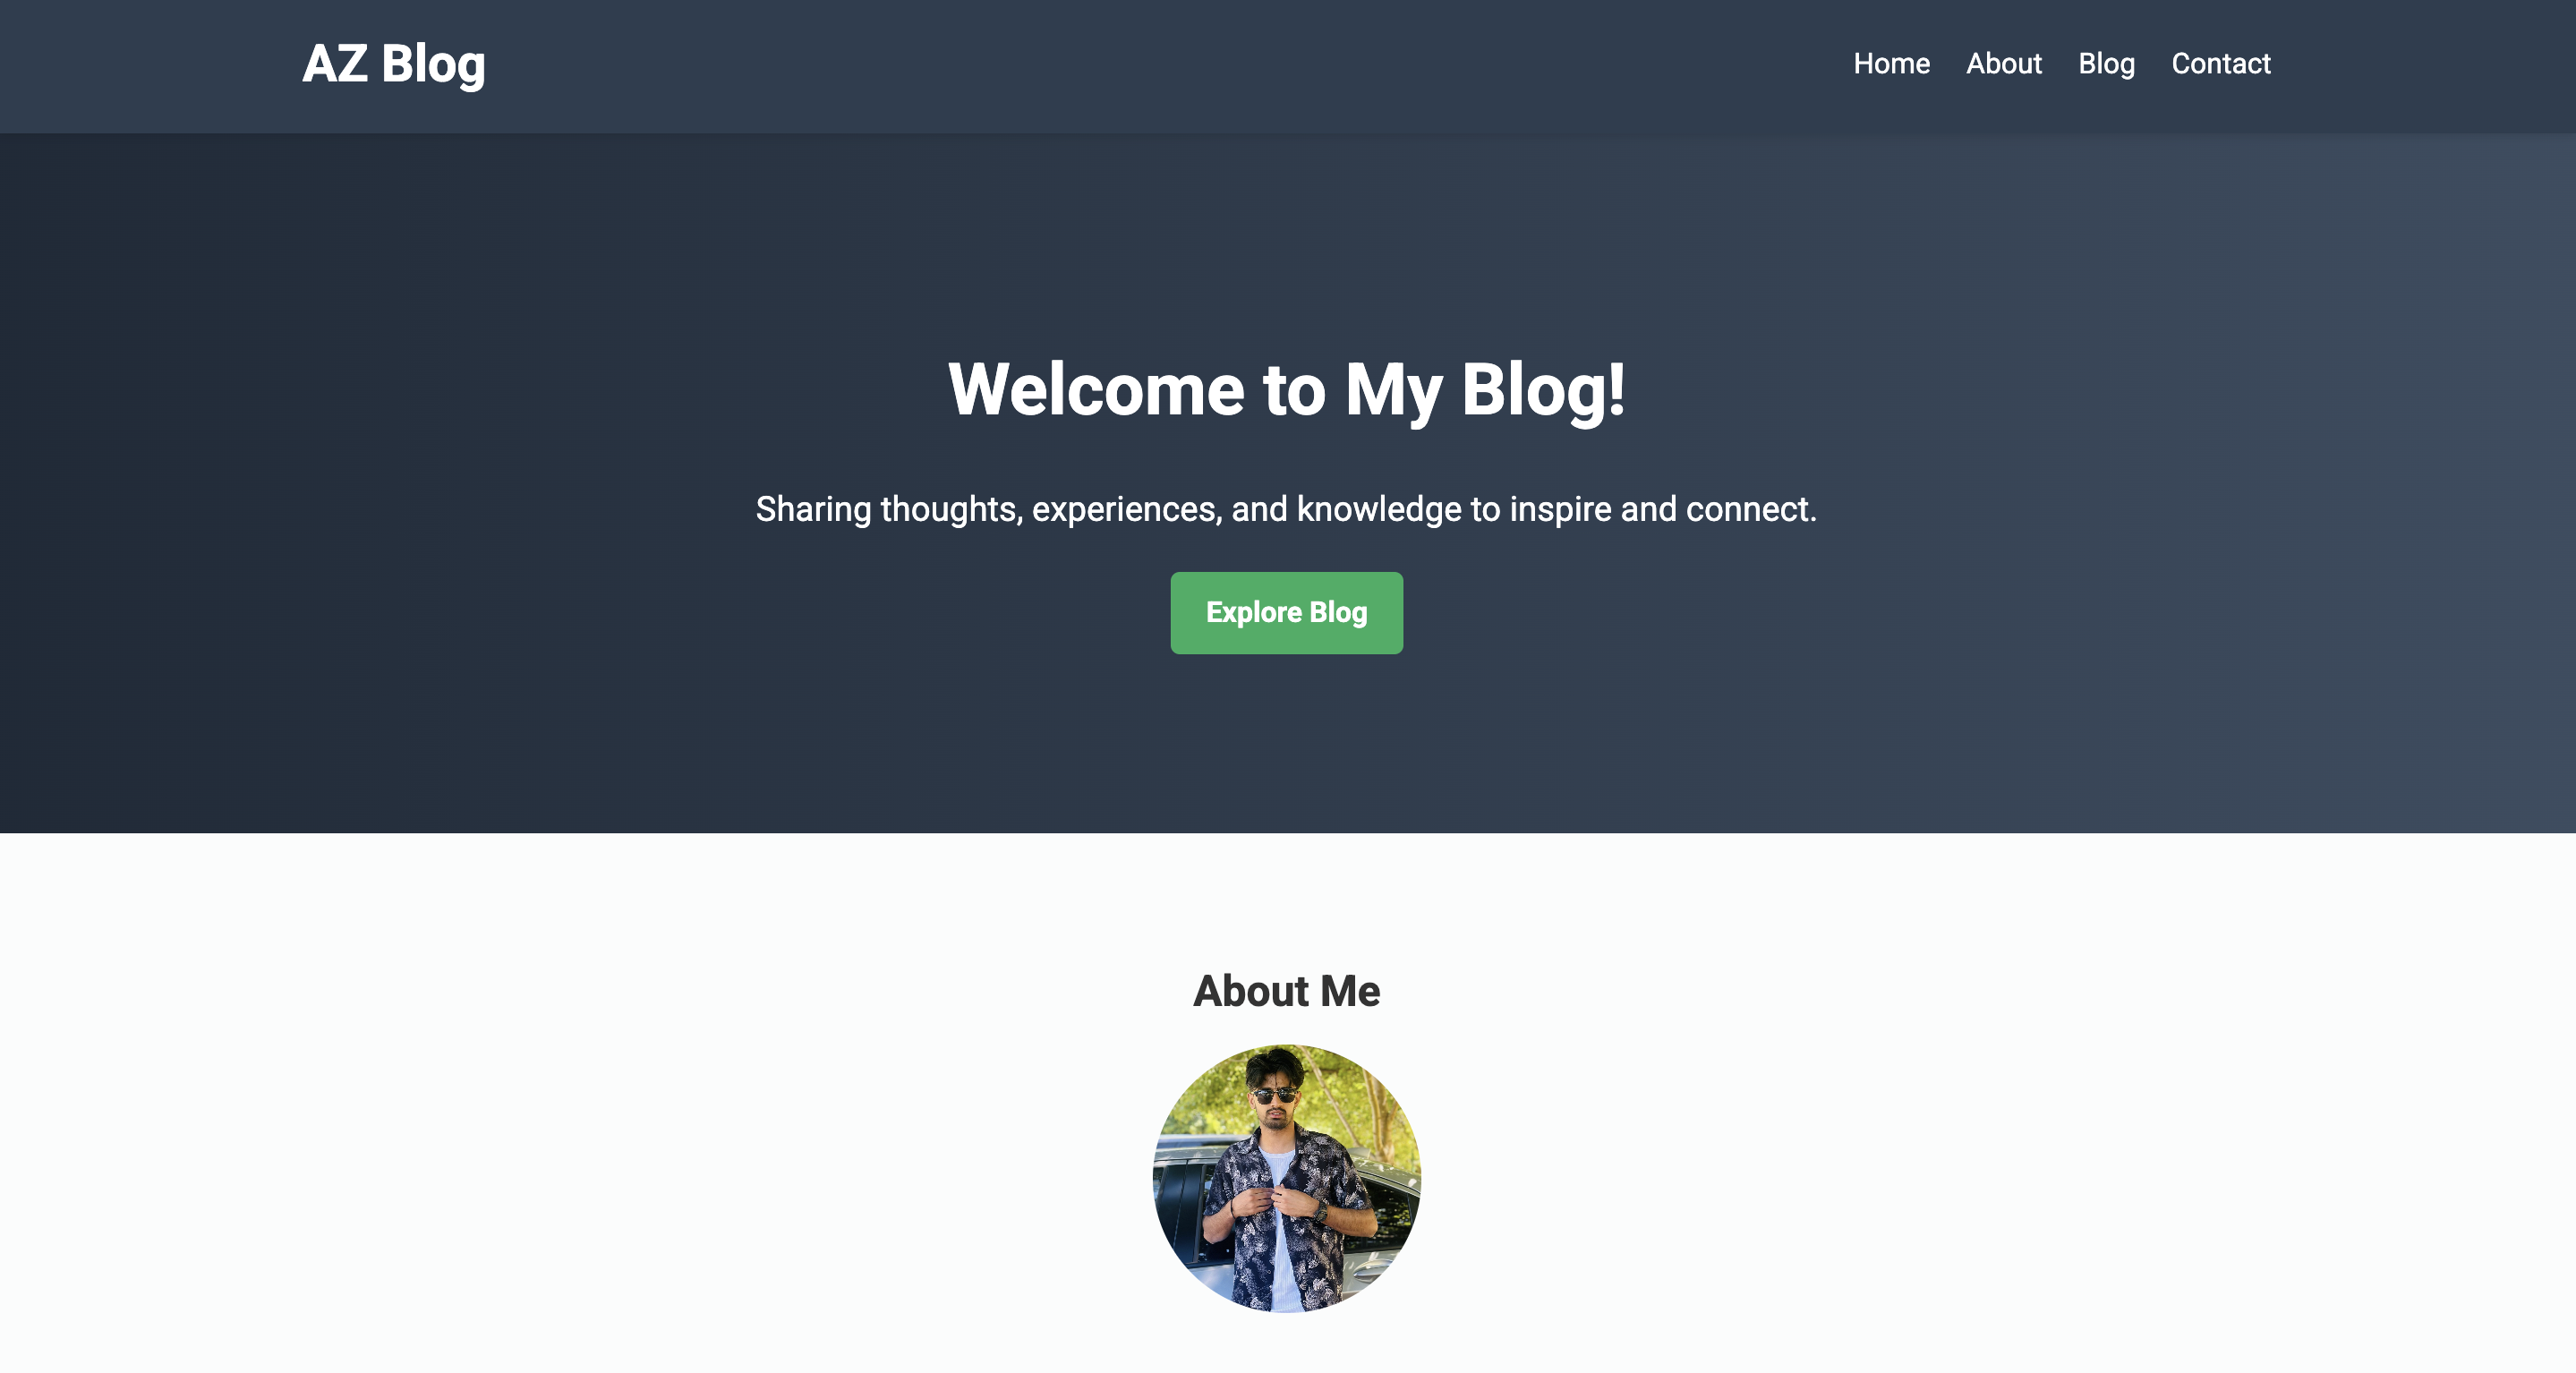 AZ Blog
Home About Blog Contact
Welcome to My Blog!
Sharing thoughts, experiences, and knowledge to inspire and connect.
Explore Blog
About Me